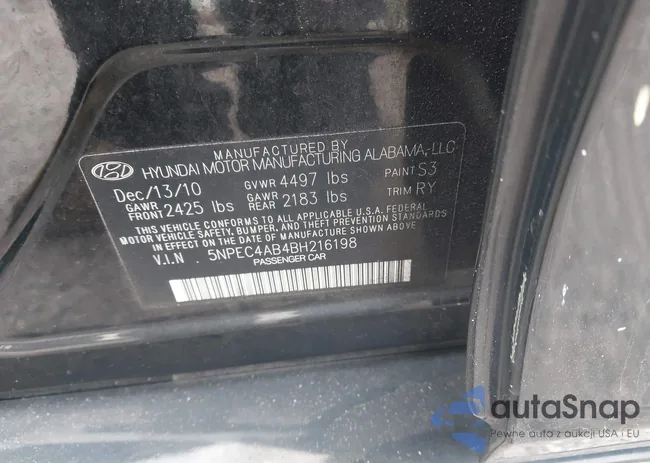 MANUFACTURED BY
HYUNDAI MOTOR MANUFACTURING ALABAMA, LLC
Dec/13/10 GVWR 4497 lbs PAINT S3
GAWR FRONT 2425 lbs GAWR REAR 2183 lbs TRIM RY
THIS VEHICLE CONFORMS TO ALL APPLICABLE U.S.A. FEDERAL
MOTOR VEHICLE SAFETY, BUMPER, AND THEFT PREVENTION STANDARDS
IN EFFECT ON THE DATE OF MANUFACTURE SHOWN ABOVE.
V.I.N 5NPEC4AB4BH216198
PASSENGER CAR
autoSnap
Pewne auta z aukcji USA i EU